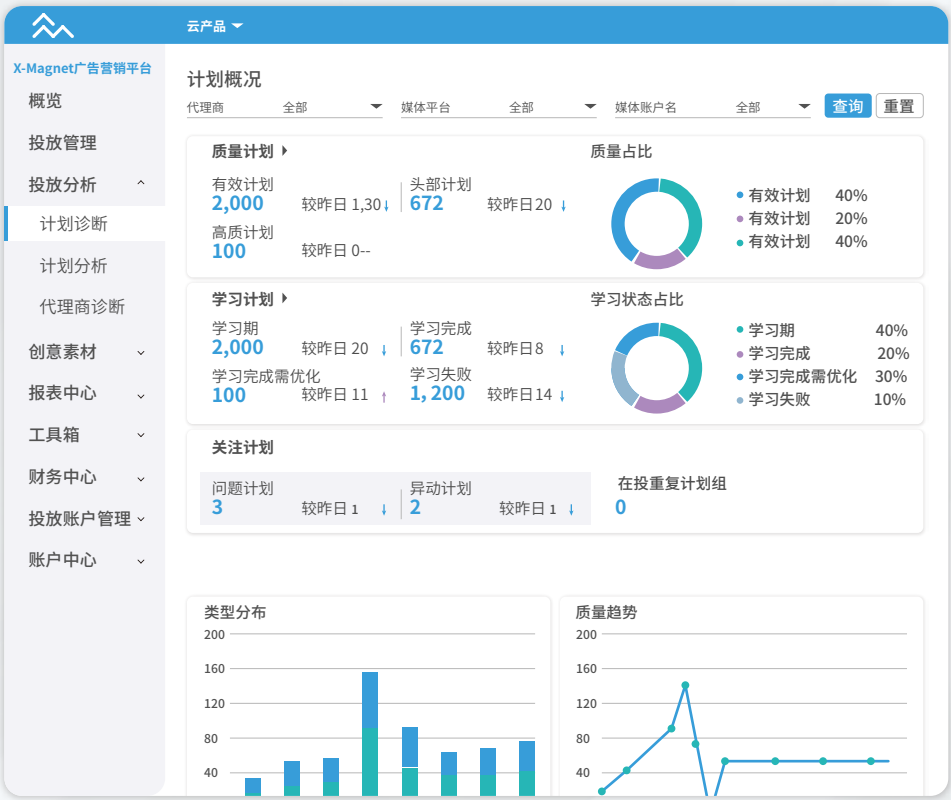 云产品
X-Magnet广告营销平台
概览
投放管理
投放分析
计划诊断
计划分析
代理商诊断
创意素材
报表中心
工具箱
财务中心
投放账户管理
账户中心
计划概况
代理商 全部 媒体平台 全部 媒体账户名 全部 查询 重置
质量计划
有效计划 头部计划
2,000 较昨日 1,30 672 较昨日20
高质计划
100 较昨日 0--
质量占比
有效计划 40%
有效计划 20%
有效计划 40%
学习计划
学习期 学习完成
2,000 较昨日 20 672 较昨日8
学习完成需优化 学习失败
100 较昨日 11 1, 200 较昨日14
学习状态占比
学习期 40%
学习完成 20%
学习完成需优化 30%
学习失败 10%
关注计划
问题计划 异动计划 在投重复计划组
3 较昨日 1 2 较昨日 1 0
类型分布
200
160
120
80
40
质量趋势
200
160
120
80
40